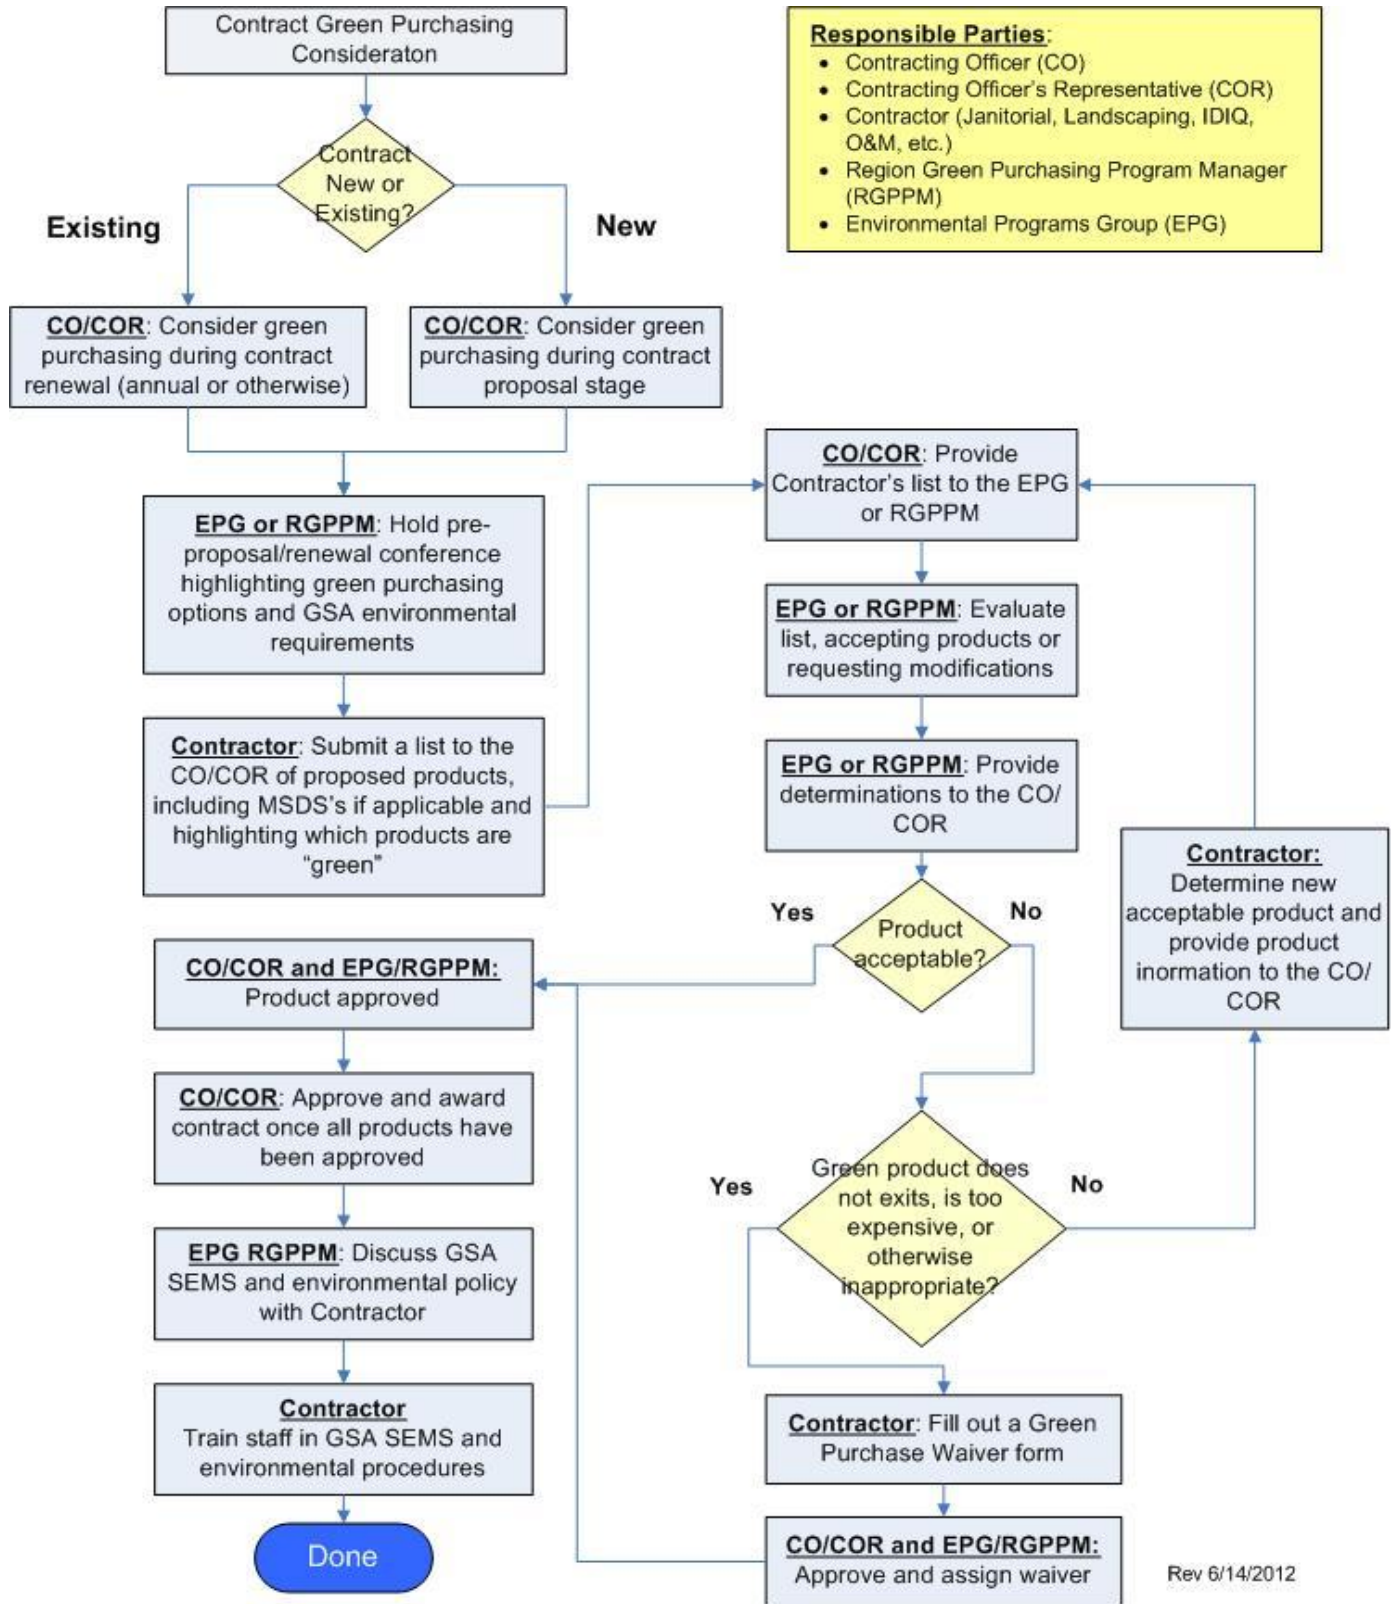 Contract Green Purchasing
Consideraton
Responsible Parties:
• Contracting Officer (CO)
• Contracting Officer's Representative (COR)
• Contractor (Janitorial, Landscaping, IDIQ,
O&M, etc.)
• Region Green Purchasing Program Manager
(RGPPM)
• Environmental Programs Group (EPG)
Contract
New or
Existing?
Existing
New
CO/COR: Consider green
purchasing during contract
renewal (annual or otherwise)
CO/COR: Consider green
purchasing during contract
proposal stage
EPG or RGPPM: Hold pre-
proposal/renewal conference
highlighting green purchasing
options and GSA environmental
requirements
Contractor: Submit a list to the
CO/COR of proposed products,
including MSDS's if applicable and
highlighting which products are
“green”
CO/COR: Provide
Contractor's list to the EPG
or RGPPM
EPG or RGPPM: Evaluate
list, accepting products or
requesting modifications
EPG or RGPPM: Provide
determinations to the CO/
COR
Product
acceptable?
Yes
No
Contractor:
Determine new
acceptable product and
provide product
inormation to the CO/
COR
Green product does
not exits, is too
expensive, or
otherwise
inappropriate?
Yes
No
Contractor: Fill out a Green
Purchase Waiver form
CO/COR and EPG/RGPPM:
Approve and assign waiver
CO/COR and EPG/RGPPM:
Product approved
CO/COR: Approve and award
contract once all products have
been approved
EPG RGPPM: Discuss GSA
SEMS and environmental policy
with Contractor
Contractor
Train staff in GSA SEMS and
environmental procedures
Done
Rev 6/14/2012